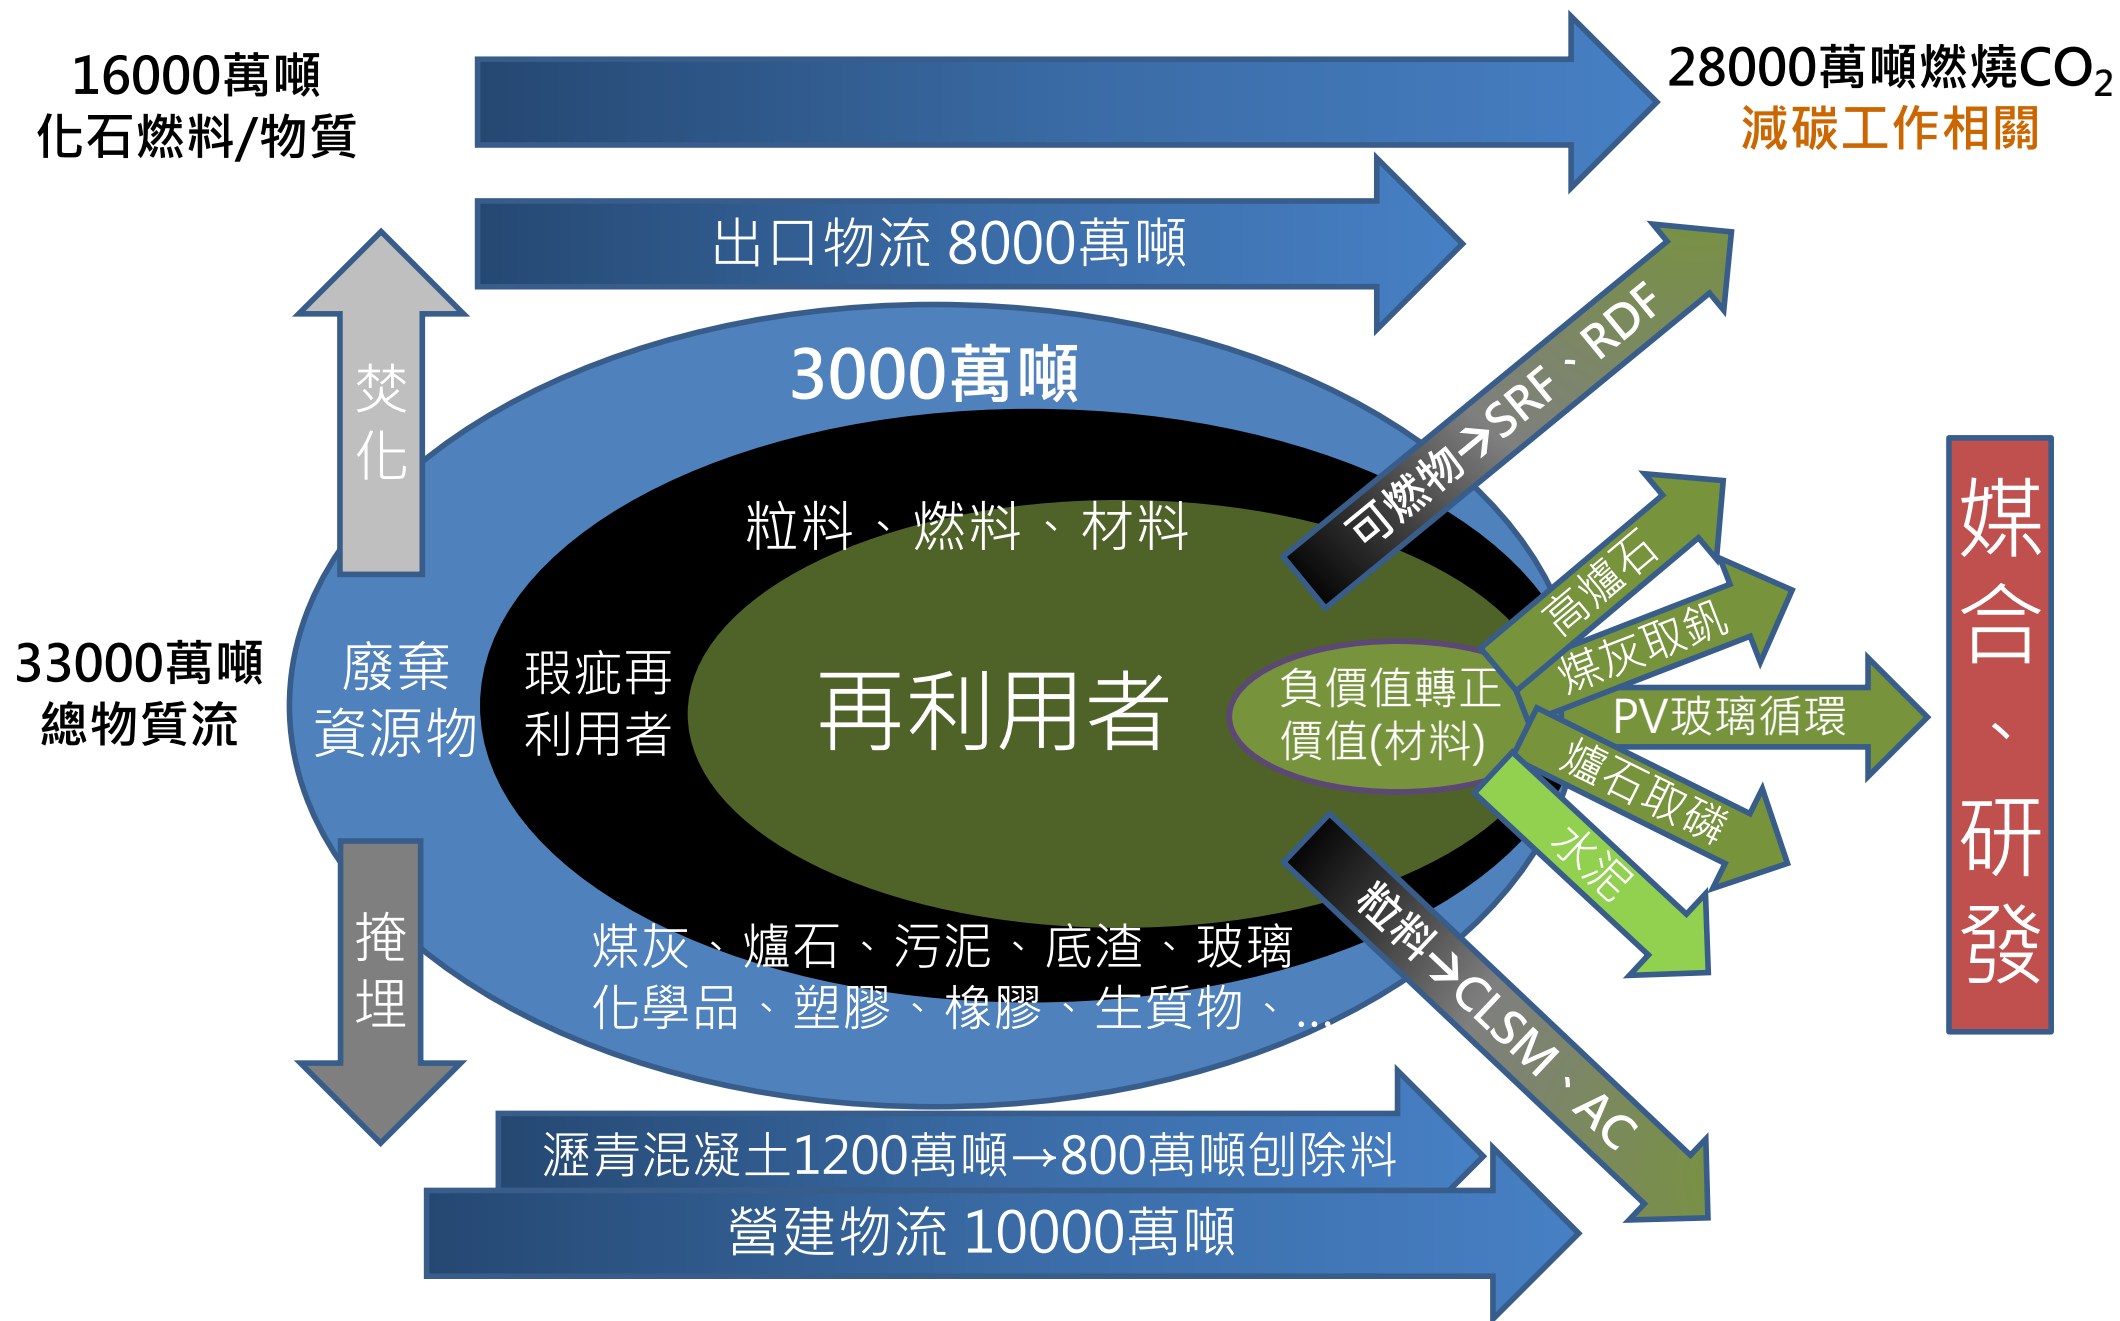 16000萬噸
化石燃料/物質
28000萬噸燃燒CO₂
減碳工作相關
出口物流 8000萬噸
焚
化
3000萬噸
可燃物→SRF、RDF
粒料、燃料、材料
33000萬噸
總物質流
廢棄
資源物
瑕疵再
利用者
再利用者
負價值轉正
價值(材料)
高爐石
煤灰取釩
PV玻璃循環
爐石取磷
水泥
媒
合
、
研
發
掩
埋
煤灰、爐石、污泥、底渣、玻璃
化學品、塑膠、橡膠、生質物、...
粒料→CLSM、AC
瀝青混凝土1200萬噸→800萬噸刨除料
營建物流 10000萬噸